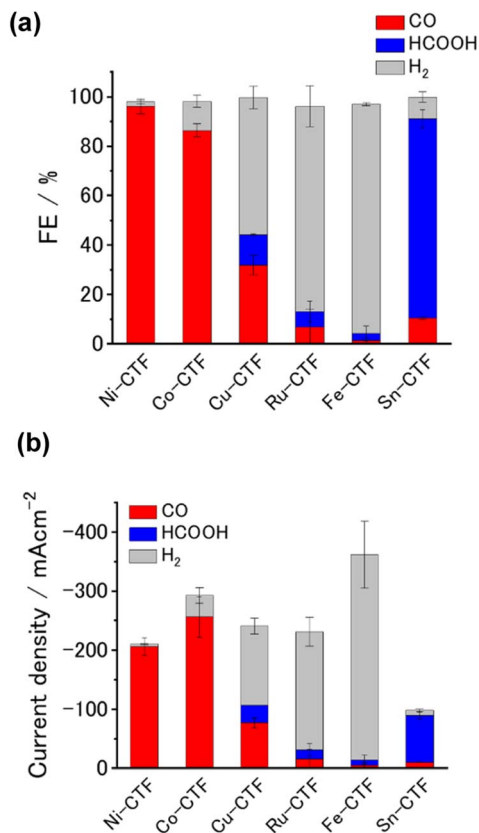 (a)
CO
HCOOH
H₂
FE / %
100
80
60
40
20
0
Ni-CTF
Co-CTF
Cu-CTF
Ru-CTF
Fe-CTF
Sn-CTF
(b)
CO
HCOOH
H₂
Current density / mAcm⁻²
-400
-300
-200
-100
0
Ni-CTF
Co-CTF
Cu-CTF
Ru-CTF
Fe-CTF
Sn-CTF